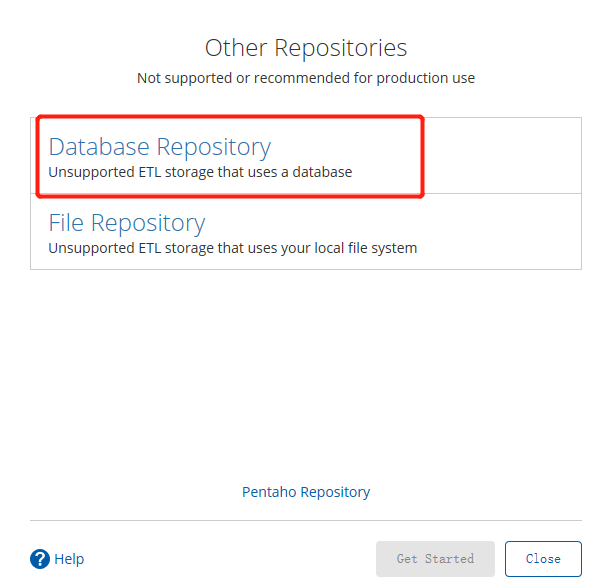 Other Repositories
Not supported or recommended for production use
Database Repository
Unsupported ETL storage that uses a database
File Repository
Unsupported ETL storage that uses your local file system
Pentaho Repository
? Help
Get Started
Close